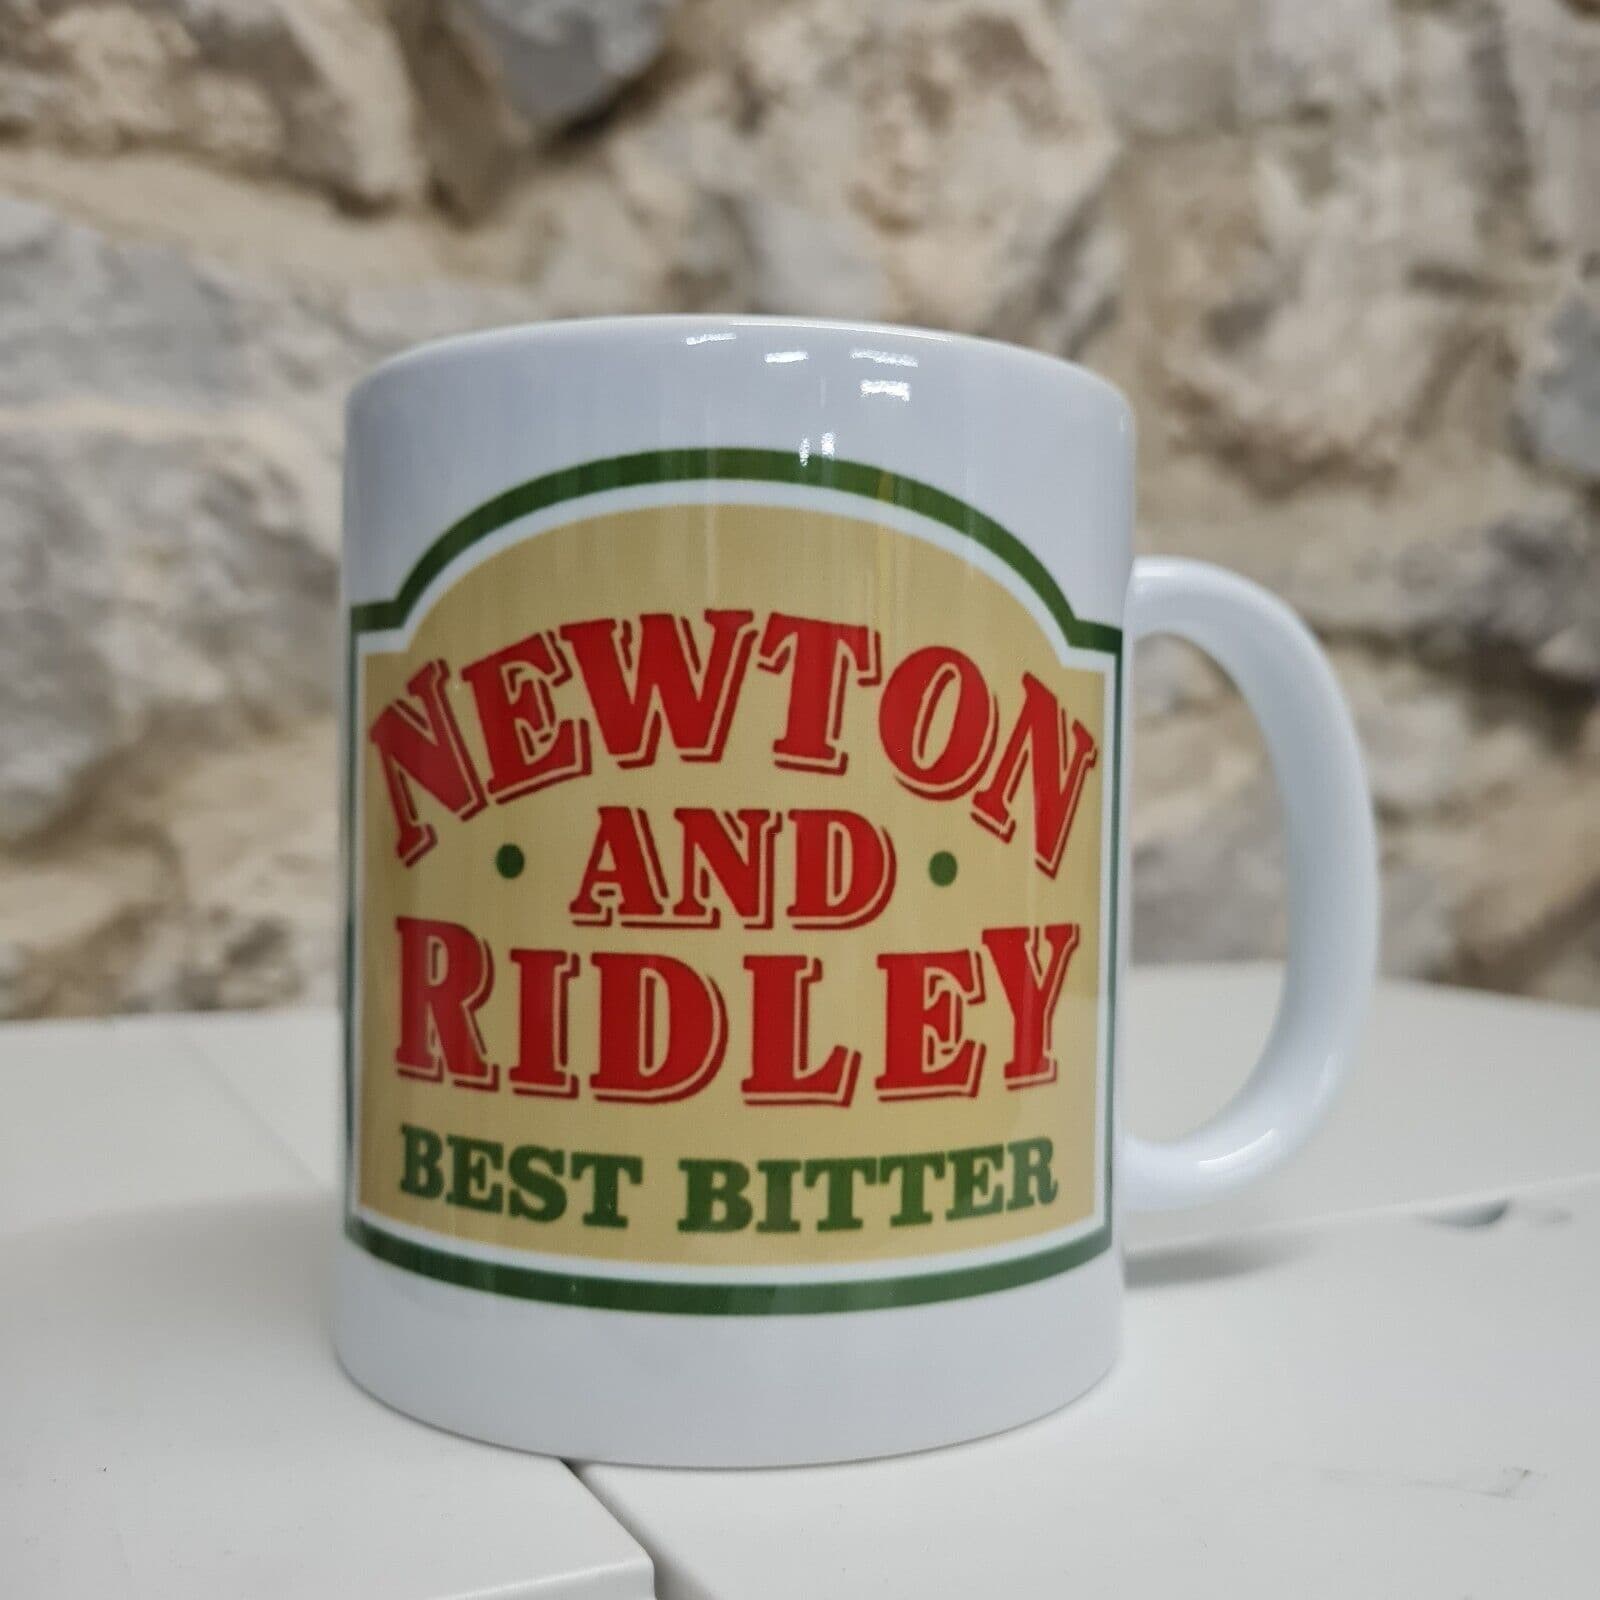 NEWTON
· AND ·
RIDLEY
BEST BITTER